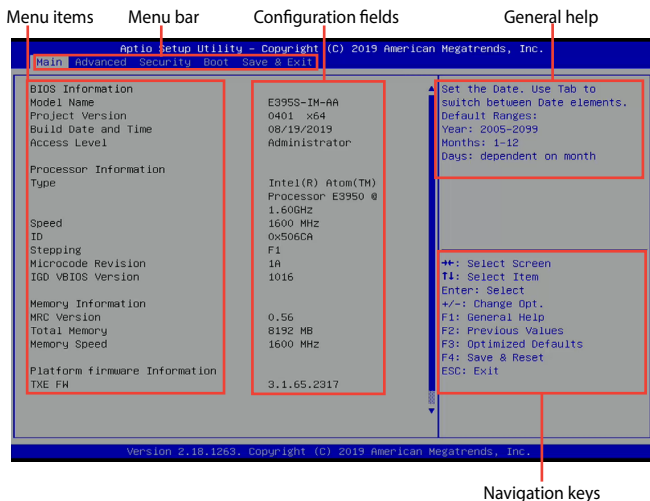 Menu items Menu bar Configuration fields General help
Aptio Setup Utility – Copyright (C) 2019 American Megatrends, Inc.
Main Advanced Security Boot Save & Exit
BIOS Information
Model Name E395S-IM-AA
Project Version 0401 x64
Build Date and Time 08/19/2019
Access Level Administrator
Processor Information
Type Intel(R) Atom(TM)
Processor E3950 @
1.60GHz
Speed 1600 MHz
ID 0x506CA
Stepping F1
Microcode Revision 1A
IGD VBIOS Version 1016
Memory Information
MRC Version 0.56
Total Memory 8192 MB
Memory Speed 1600 MHz
Platform firmware Information
TXE FW 3.1.65.2317
Set the Date. Use Tab to
switch between Date elements.
Default Ranges:
Year: 2005-2099
Months: 1-12
Days: dependent on month
→←: Select Screen
↑↓: Select Item
Enter: Select
+/-: Change Opt.
F1: General Help
F2: Previous Values
F3: Optimized Defaults
F4: Save & Reset
ESC: Exit
Version 2.18.1263. Copyright (C) 2019 American Megatrends, Inc.
Navigation keys